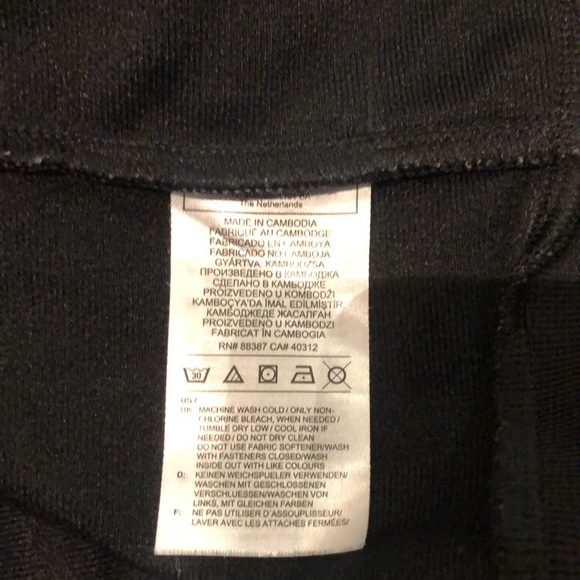 The Netherlands
MADE IN CAMBODIA
FABRIQUÉ AU CAMBODGE
FABRICADO EN CAMBOYA
FABRICADO NO CAMBOJA
GYÁRTVA: KAMBODZSA
ПРОИЗВЕДЕНО В КАМБОДЖА
СДЕЛАНО В КАМБОДЖЕ
PROIZVEDENO U KOMBODŽI
KAMBOÇYA'DA İMAL EDİLMİŞTİR
КАМБОДЖЕДЕ ЖАСАЛҒАН
PROIZVEDENO U KAMBODZI
FABRICAT ÎN CAMBOGIA
RN# 88387 CA# 40312
30
US /
UK: MACHINE WASH COLD / ONLY NON-
CHLORINE BLEACH, WHEN NEEDED /
TUMBLE DRY LOW / COOL IRON IF
NEEDED / DO NOT DRY CLEAN
DO NOT USE FABRIC SOFTENER/WASH
WITH FASTENERS CLOSED/WASH
INSIDE OUT WITH LIKE COLOURS
D: KEINEN WEICHSPUELER VERWENDEN/
WASCHEN MIT GESCHLOSSENEN
VERSCHLUESSEN/WASCHEN VON
LINKS, MIT GLEICHEN FARBEN
F: NE PAS UTILISER D'ASSOUPLISSEUR/
LAVER AVEC LES ATTACHES FERMÉES/